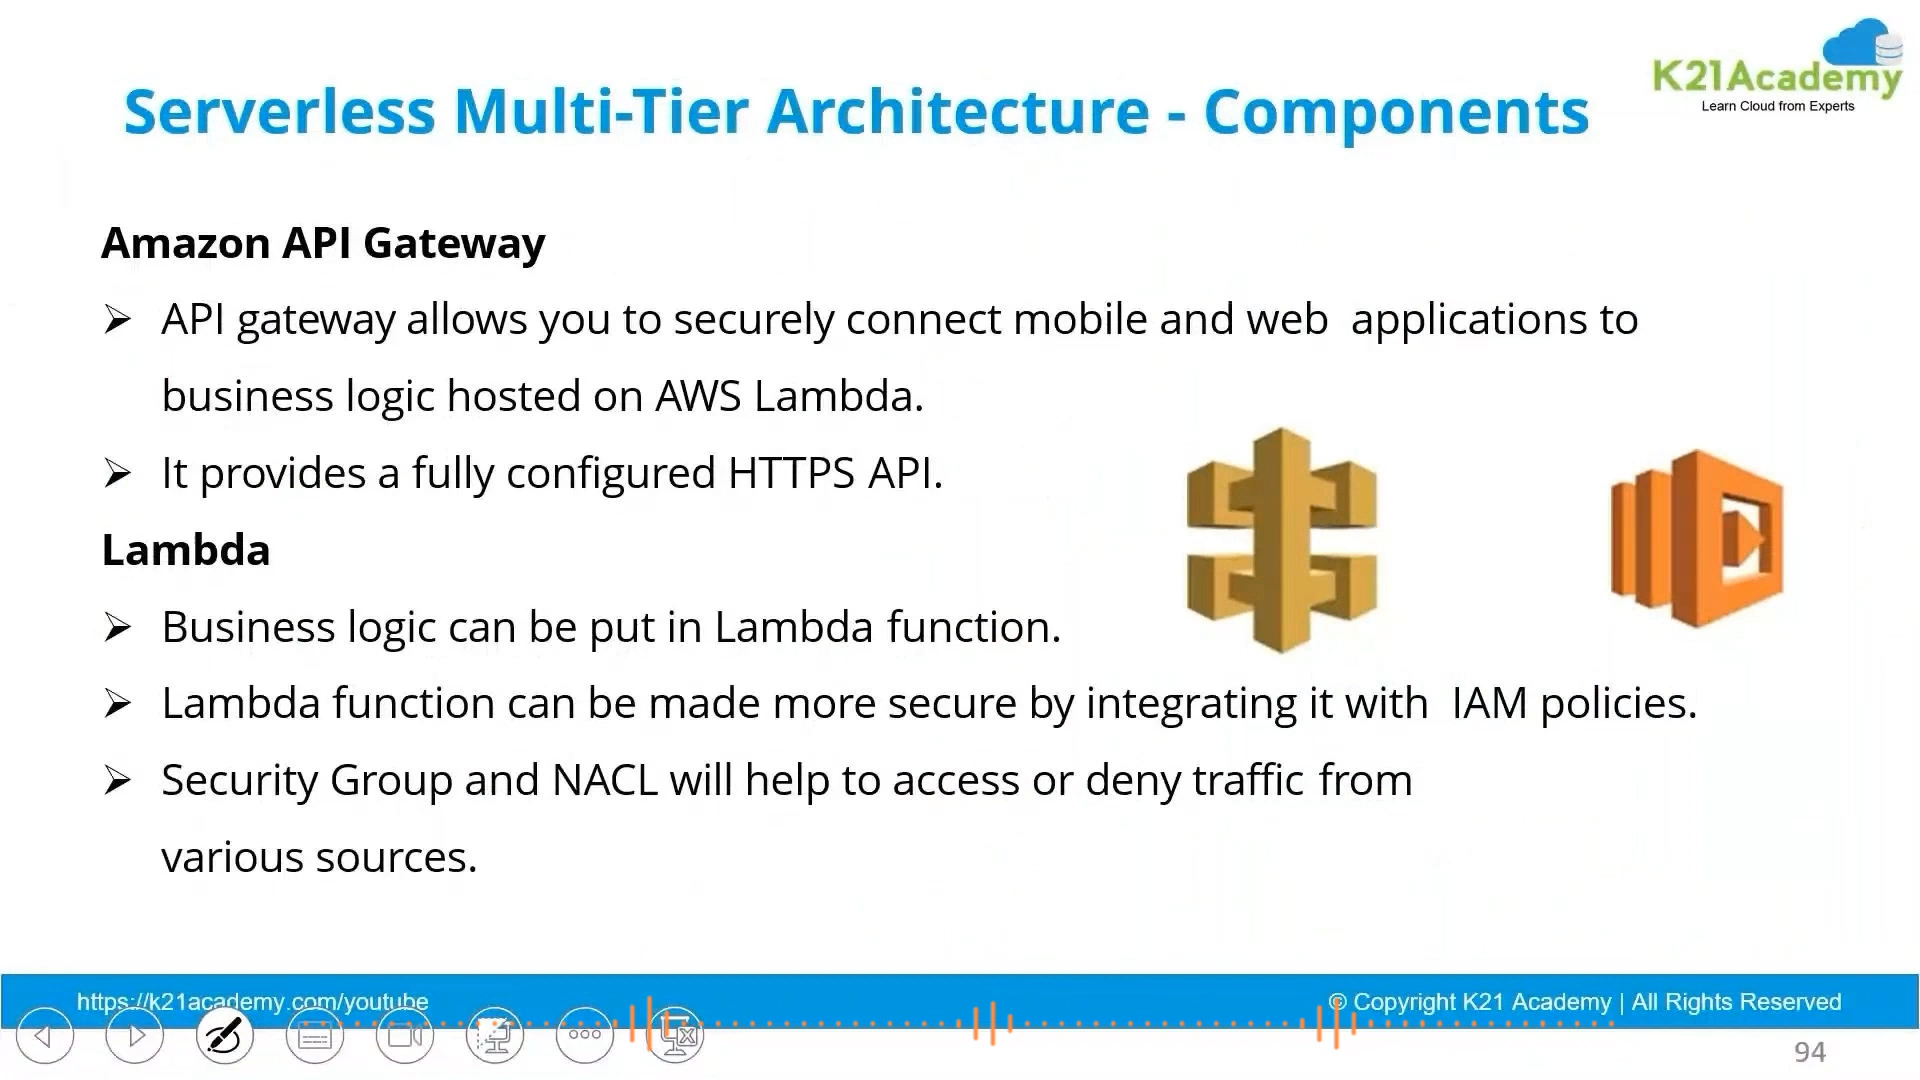 K21Academy
Learn Cloud from Experts
Serverless Multi-Tier Architecture - Components
Amazon API Gateway
➢ API gateway allows you to securely connect mobile and web applications to
business logic hosted on AWS Lambda.
➢ It provides a fully configured HTTPS API.
Lambda
➢ Business logic can be put in Lambda function.
➢ Lambda function can be made more secure by integrating it with IAM policies.
➢ Security Group and NACL will help to access or deny traffic from
various sources.
https://k21academy.com/youtube
© Copyright K21 Academy | All Rights Reserved
94